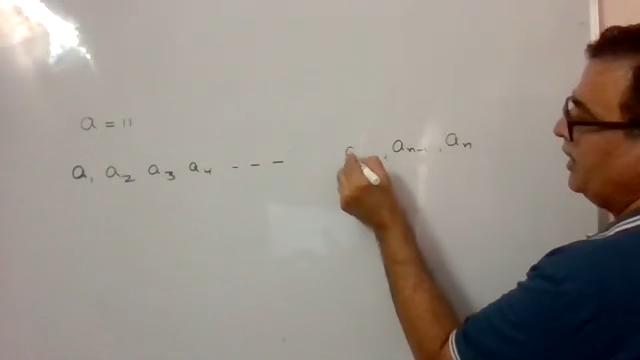 a = 11
a₁ a₂ a₃ a₄ - - - , aₙ₋₁, aₙ